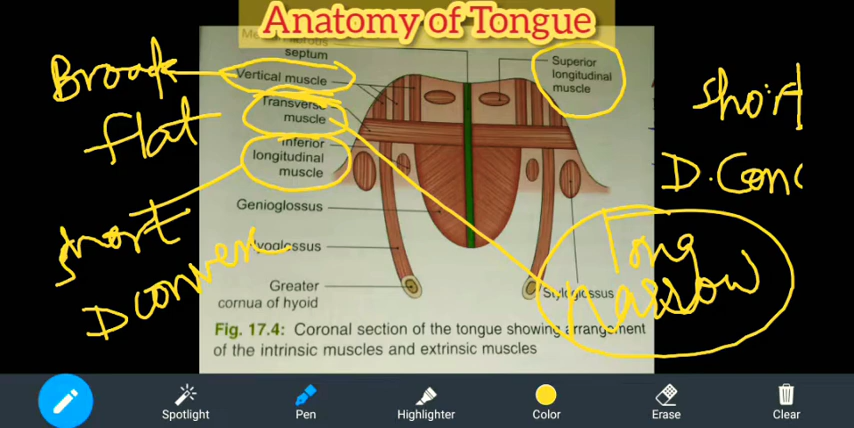 Anatomy of Tongue
septum
Vertical muscle
Transverse
muscle
Inferior
longitudinal
muscle
Genioglossus
Hyoglossus
Greater
cornua of hyoid
Superior
longitudinal
muscle
Styloglossus
Fig. 17.4: Coronal section of the tongue showing arrangement
of the intrinsic muscles and extrinsic muscles
Broad
flat
short
D convex
short
D. Conc
long
narrow
Spotlight
Pen
Highlighter
Color
Erase
Clear